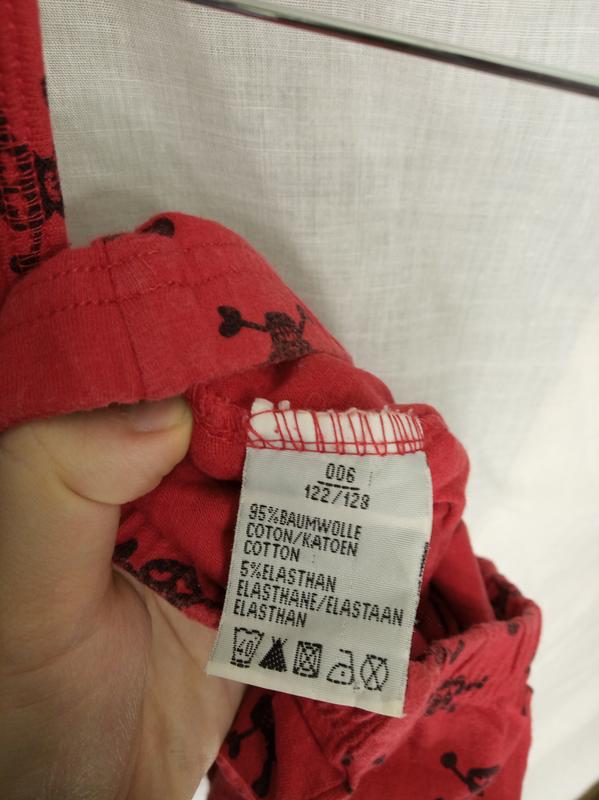 006
122/128
95%BAUMWOLLE
COTON/KATOEN
COTTON
5%ELASTHAN
ELASTHANE/ELASTAAN
ELASTHAN
40